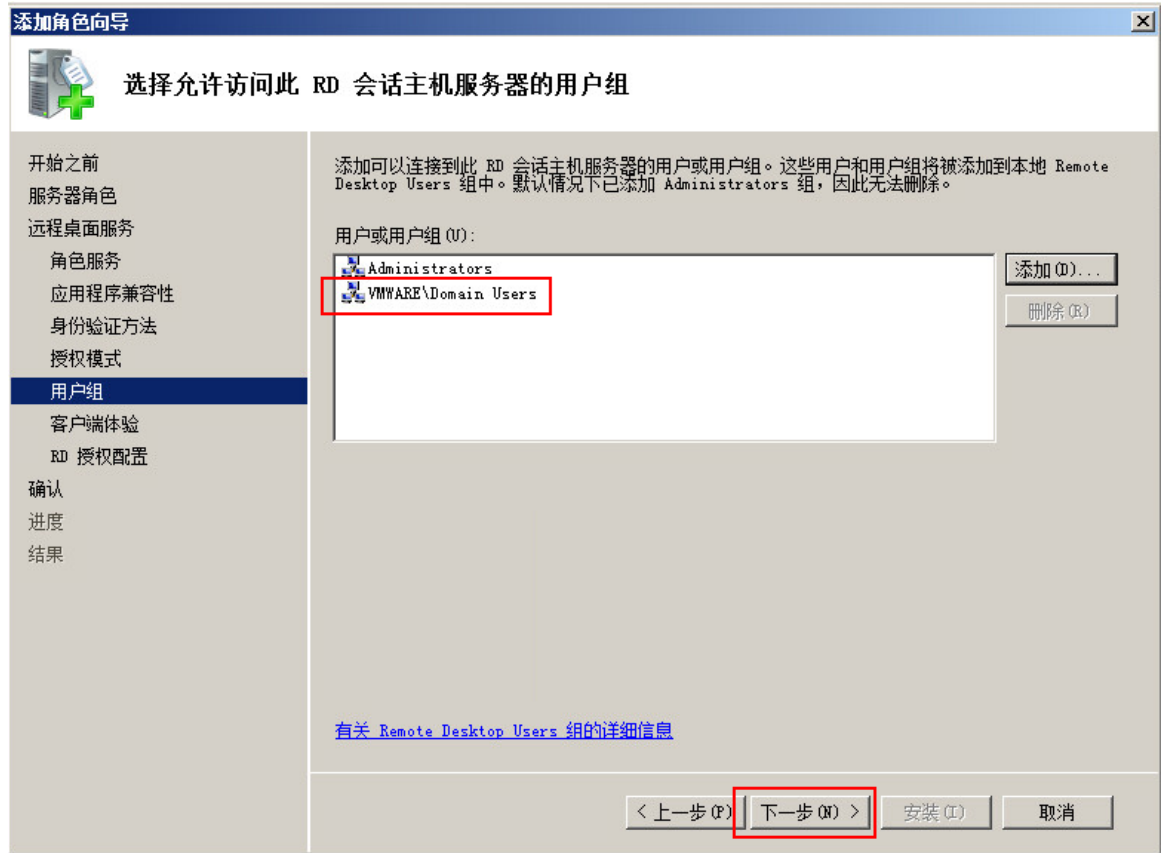 添加角色向导
选择允许访问此 RD 会话主机服务器的用户组
开始之前
服务器角色
远程桌面服务
角色服务
应用程序兼容性
身份验证方法
授权模式
用户组
客户端体验
RD 授权配置
确认
进度
结果
添加可以连接到此 RD 会话主机服务器的用户或用户组。这些用户和用户组将被添加到本地 Remote
Desktop Users 组中。默认情况下已添加 Administrators 组，因此无法删除。
用户或用户组(U):
Administrators
VMWARE\Domain Users
添加(D)...
删除(R)
有关 Remote Desktop Users 组的详细信息
< 上一步(P)
下一步(N) >
安装(I)
取消